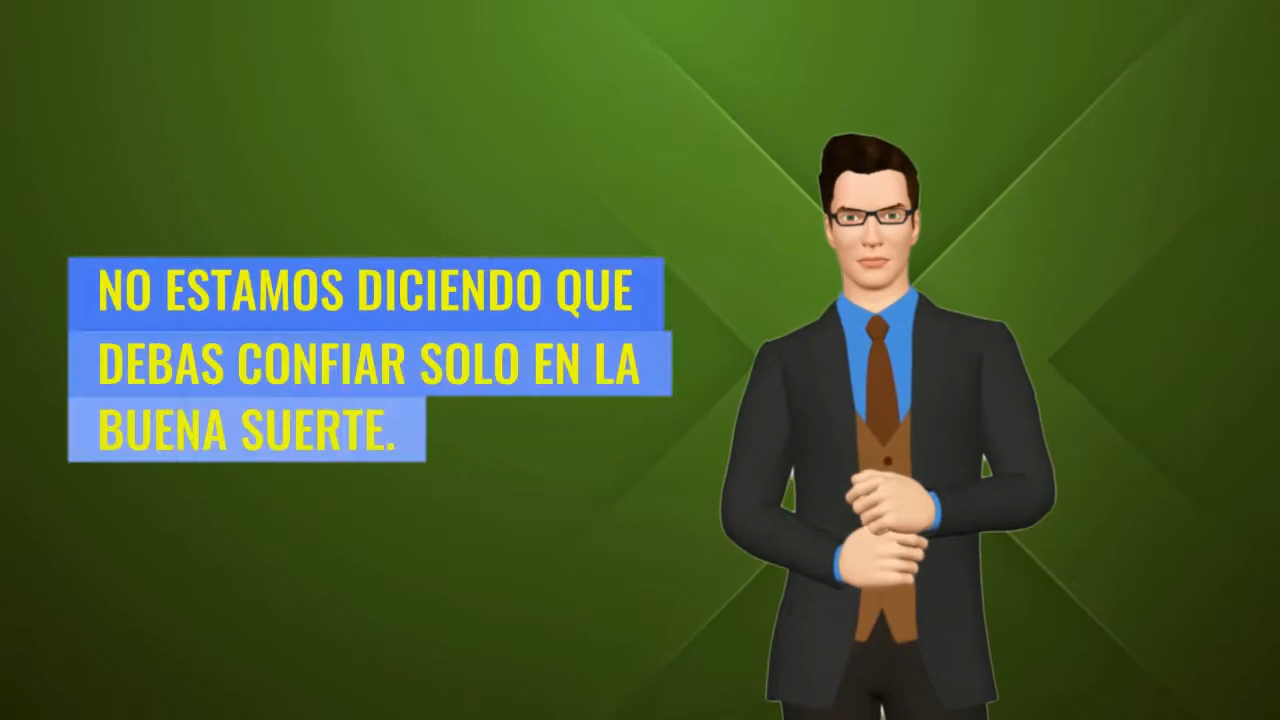 NO ESTAMOS DICIENDO QUE
DEBAS CONFIAR SOLO EN LA
BUENA SUERTE.